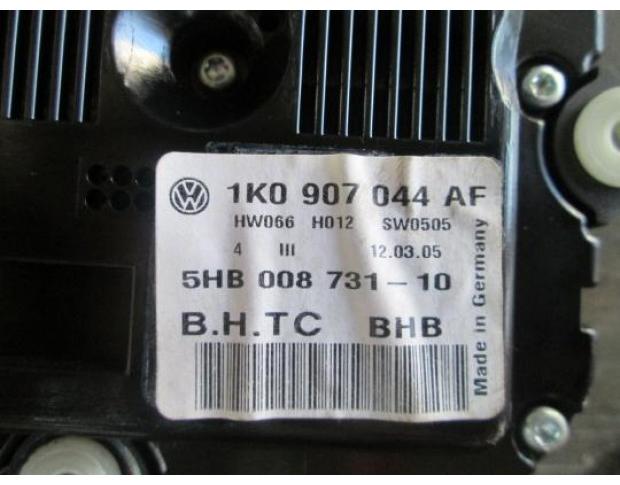 1K0 907 044 AF
HW066 H012 SW0505
4 III 12.03.05
5HB 008 731-10
B.H.TC BHB
Made in Germany